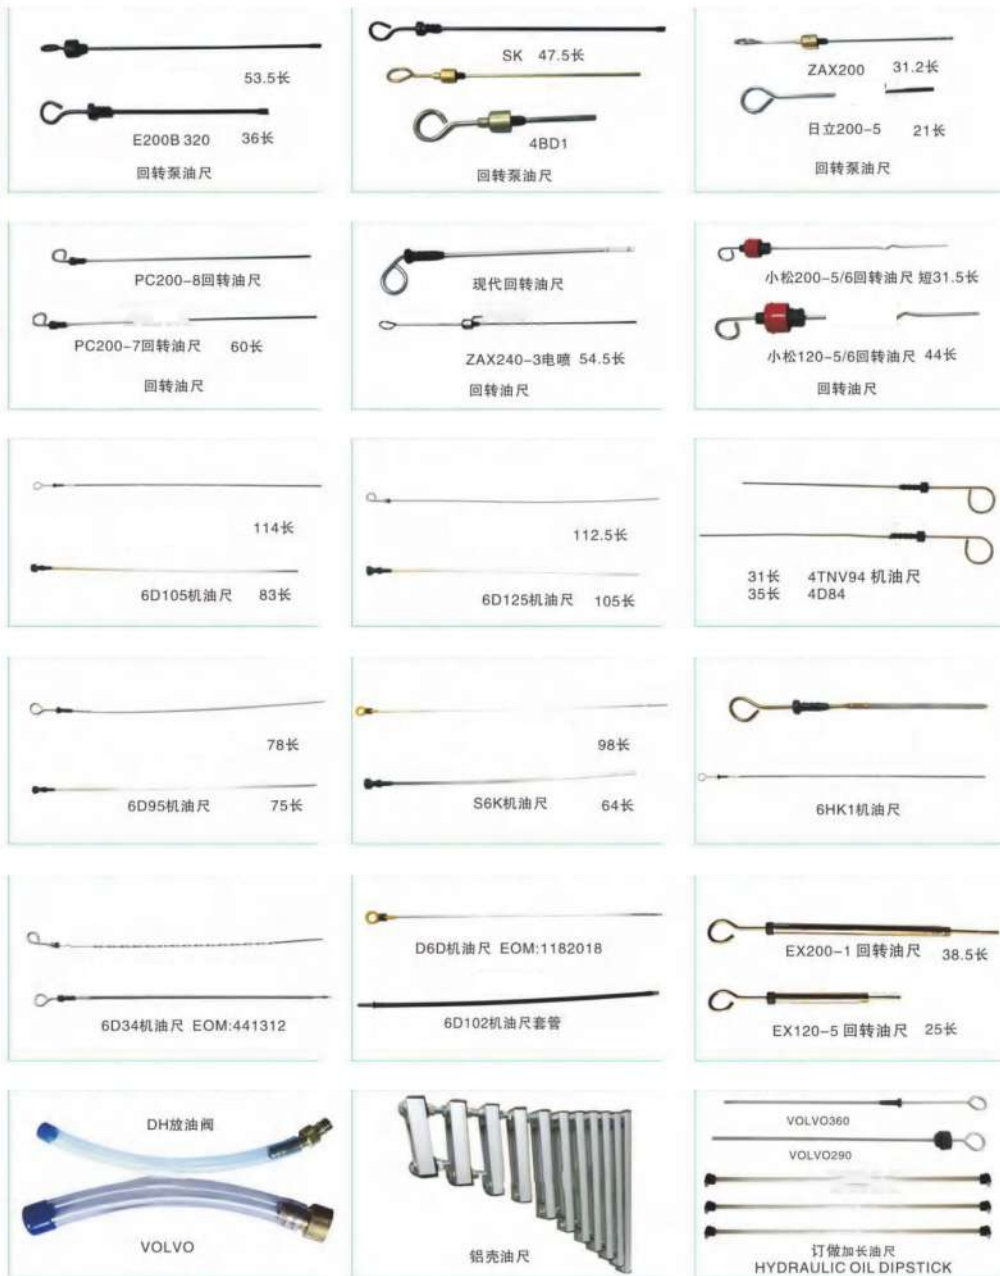 53.5长
E200B 320 36长
回转泵油尺
SK 47.5长
4BD1
回转泵油尺
ZAX200 31.2长
日立200-5 21长
回转泵油尺
PC200-8回转油尺
PC200-7回转油尺 60长
回转油尺
现代回转油尺
ZAX240-3电喷 54.5长
回转油尺
小松200-5/6回转油尺 短31.5长
小松120-5/6回转油尺 44长
回转油尺
114长
6D105机油尺 83长
112.5长
6D125机油尺 105长
31长 4TNV94 机油尺
35长 4D84
78长
6D95机油尺 75长
98长
S6K机油尺 64长
6HK1机油尺
6D34机油尺 EOM:441312
D6D机油尺 EOM:1182018
6D102机油尺套管
EX200-1 回转油尺 38.5长
EX120-5 回转油尺 25长
DH放油阀
VOLVO
铝壳油尺
VOLVO360
VOLVO290
订做加长油尺
HYDRAULIC OIL DIPSTICK